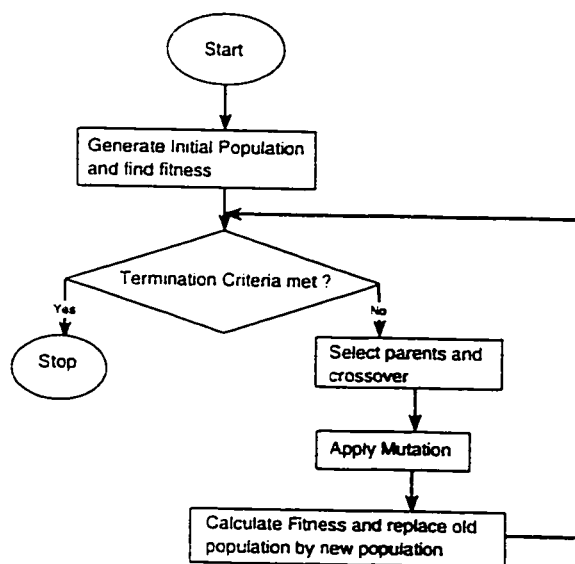 Start
Generate Initial Population
and find fitness
Termination Criteria met ?
Yes
No
Stop
Select parents and
crossover
Apply Mutation
Calculate Fitness and replace old
population by new population